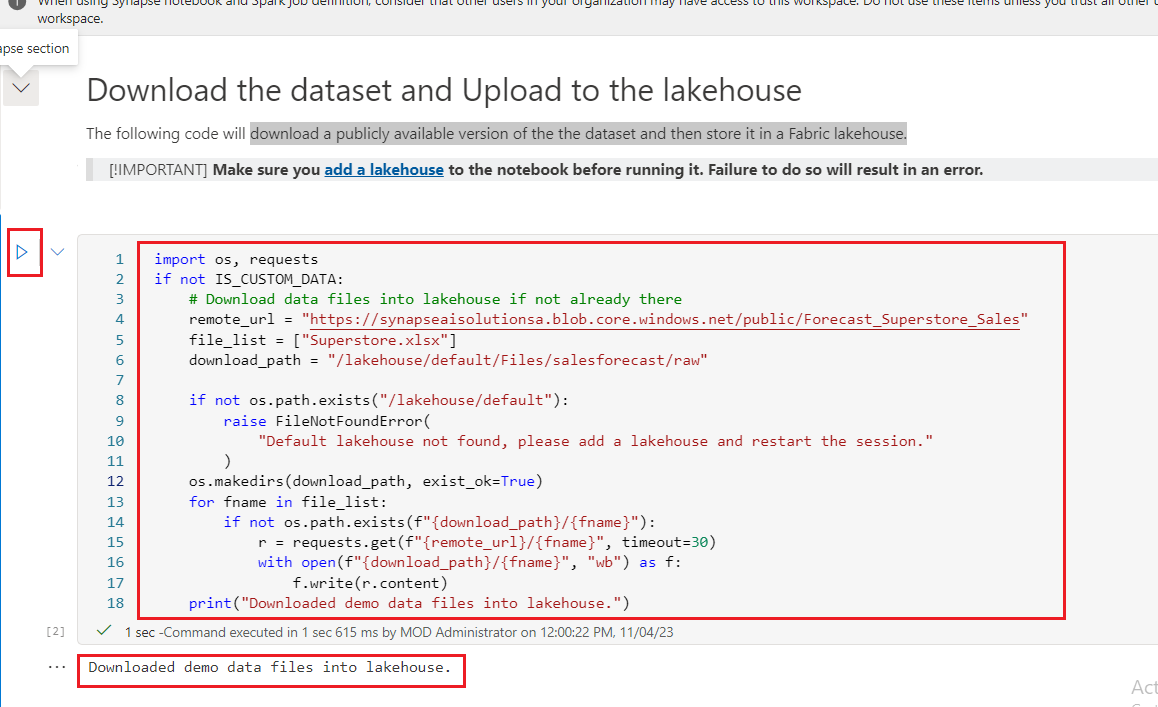 When using Synapse notebook and Spark job definition, consider that other users in your organization may have access to this workspace. Do not use these items unless you trust all other
workspace.
section
Download the dataset and Upload to the lakehouse
The following code will download a publicly available version of the the dataset and then store it in a Fabric lakehouse.
[!IMPORTANT] Make sure you add a lakehouse to the notebook before running it. Failure to do so will result in an error.
1 import os, requests
2 if not IS_CUSTOM_DATA:
3 # Download data files into lakehouse if not already there
4 remote_url = "https://synapseaisolutionsa.blob.core.windows.net/public/Forecast_Superstore_Sales"
5 file_list = ["Superstore.xlsx"]
6 download_path = "/lakehouse/default/Files/salesforecast/raw"
7
8 if not os.path.exists("/lakehouse/default"):
9 raise FileNotFoundError(
10 "Default lakehouse not found, please add a lakehouse and restart the session."
11 )
12 os.makedirs(download_path, exist_ok=True)
13 for fname in file_list:
14 if not os.path.exists(f"{download_path}/{fname}"):
15 r = requests.get(f"{remote_url}/{fname}", timeout=30)
16 with open(f"{download_path}/{fname}", "wb") as f:
17 f.write(r.content)
18 print("Downloaded demo data files into lakehouse.")
[2] 1 sec -Command executed in 1 sec 615 ms by MOD Administrator on 12:00:22 PM, 11/04/23
... Downloaded demo data files into lakehouse.
Act